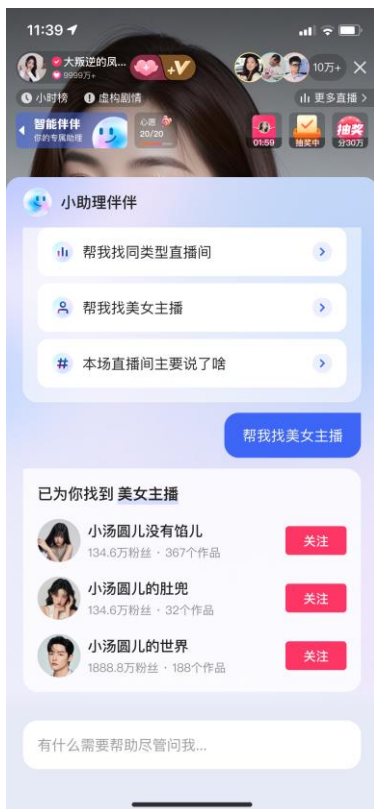 11:39
大叛逆的凤...
9999万+
+V
10万+
小时榜
虚构剧情
更多直播 >
智能伴伴
你的专属助理
心愿
20/20
01:59
抽奖中
抽奖
分30万
小助理伴伴
帮我找同类型直播间
帮我找美女主播
# 本场直播间主要说了啥
帮我找美女主播
已为你找到 美女主播
小汤圆儿没有馅儿
134.6万粉丝 · 367个作品
关注
小汤圆儿的肚兜
134.6万粉丝 · 32个作品
关注
小汤圆儿的世界
1888.8万粉丝 · 188个作品
关注
有什么需要帮助尽管问我...